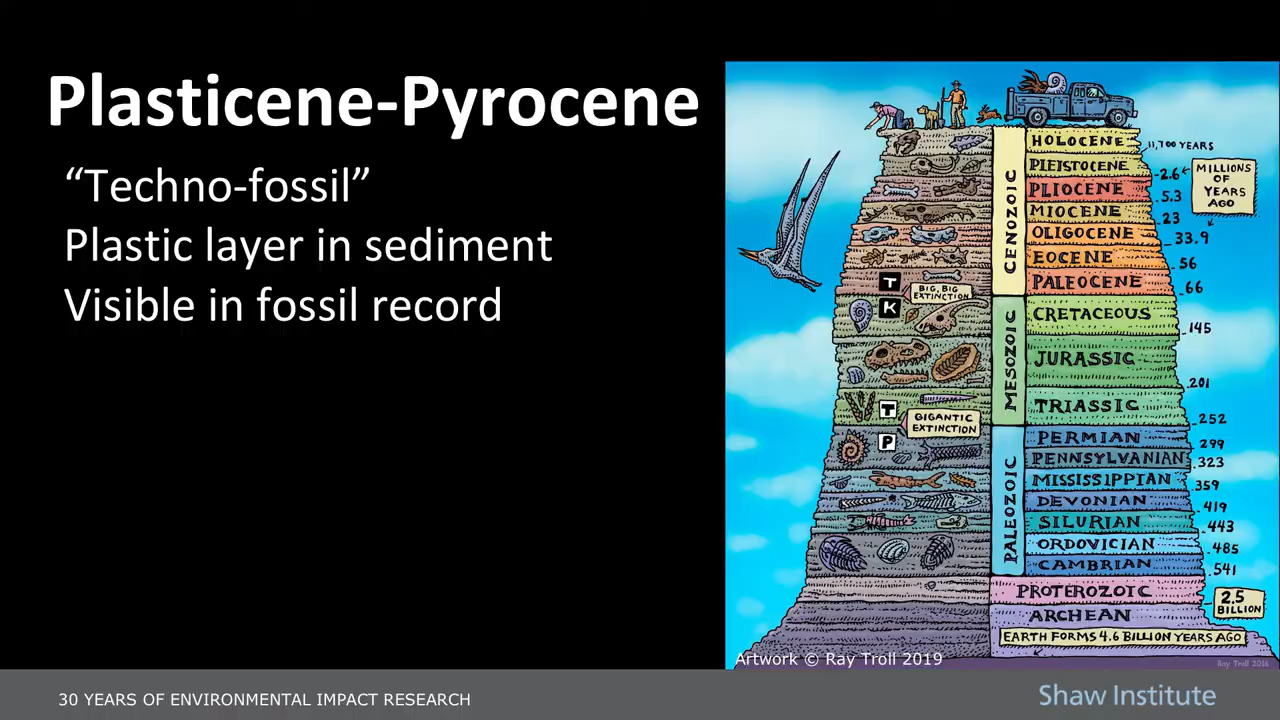 Plasticene-Pyrocene
“Techno-fossil”
Plastic layer in sediment
Visible in fossil record
HOLOCENE
11,700 YEARS
PLEISTOCENE
2.6
MILLIONS
OF
YEARS
AGO
PLIOCENE
5.3
MIOCENE
23
OLIGOCENE
33.9
EOCENE
56
PALEOCENE
66
CENOZOIC
T
BIG, BIG
EXTINCTION
K
CRETACEOUS
145
JURASSIC
201
TRIASSIC
252
MESOZOIC
T
GIGANTIC
EXTINCTION
P
PERMIAN
299
PENNSYLVANIAN
323
MISSISSIPPIAN
359
DEVONIAN
419
SILURIAN
443
ORDOVICIAN
485
CAMBRIAN
541
PALEOZOIC
PROTEROZOIC
2.5
BILLION
ARCHEAN
EARTH FORMS 4.6 BILLION YEARS AGO
Artwork © Ray Troll 2019
Ray Troll 2016
30 YEARS OF ENVIRONMENTAL IMPACT RESEARCH
Shaw Institute